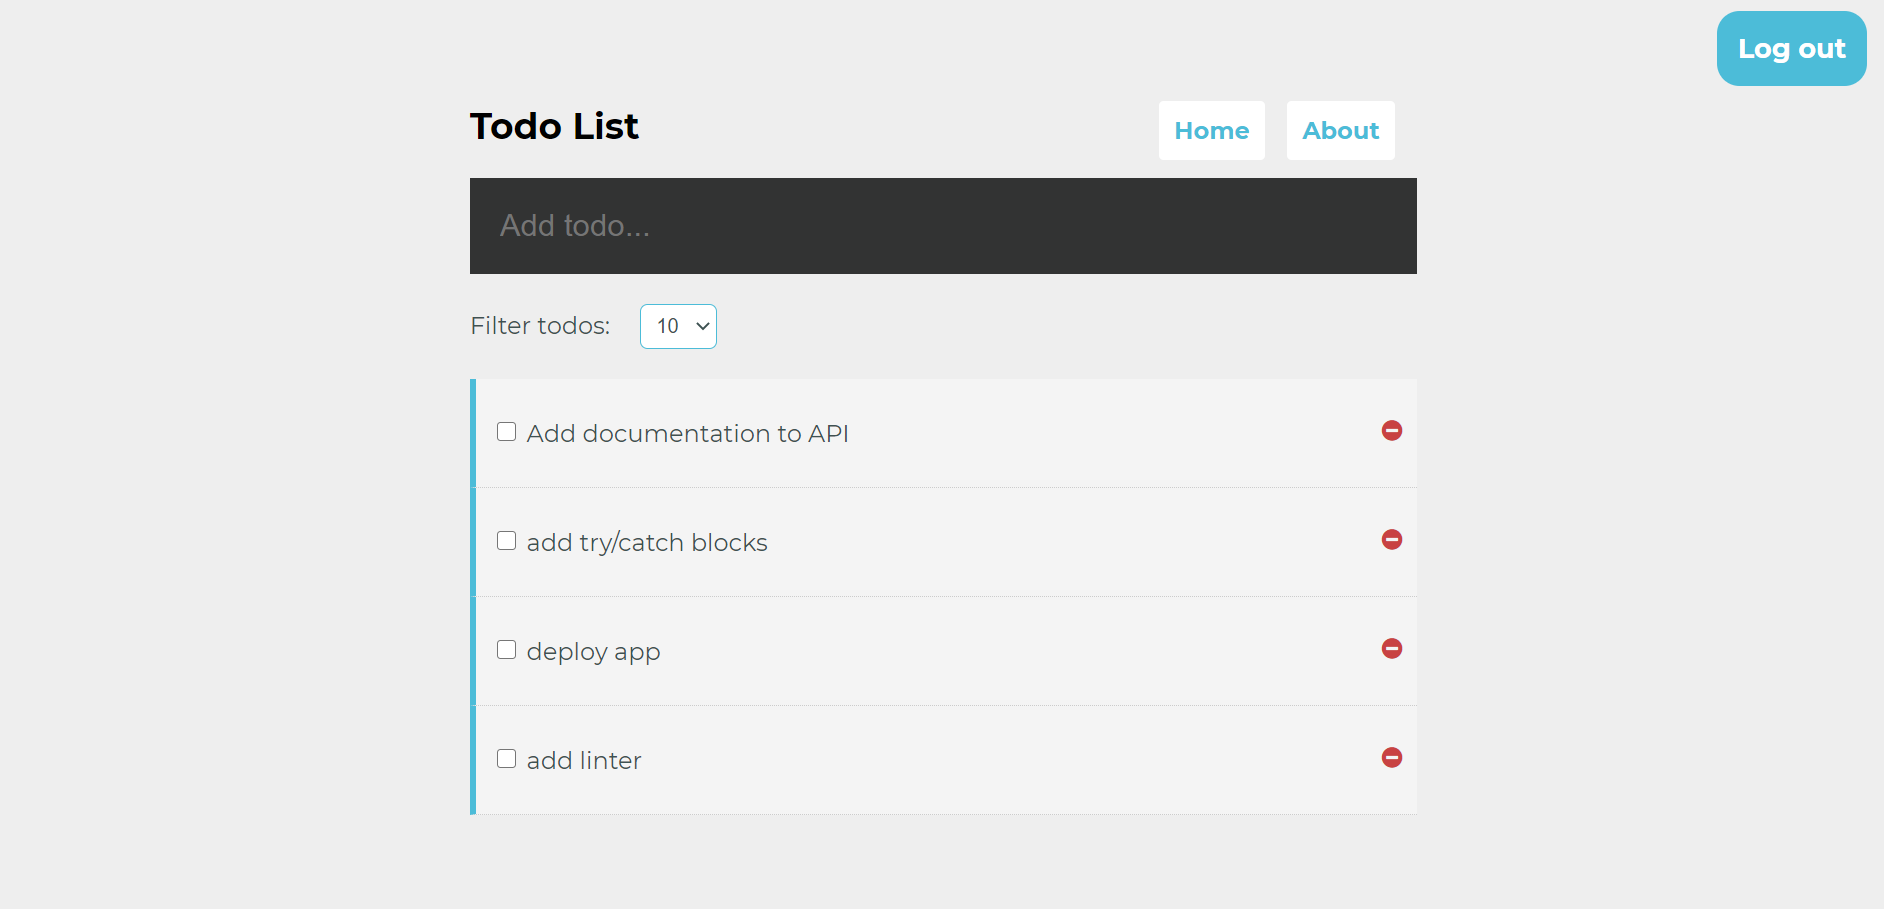 Log out
Todo List
Home
About
Add todo...
Filter todos:
10
Add documentation to API
add try/catch blocks
deploy app
add linter